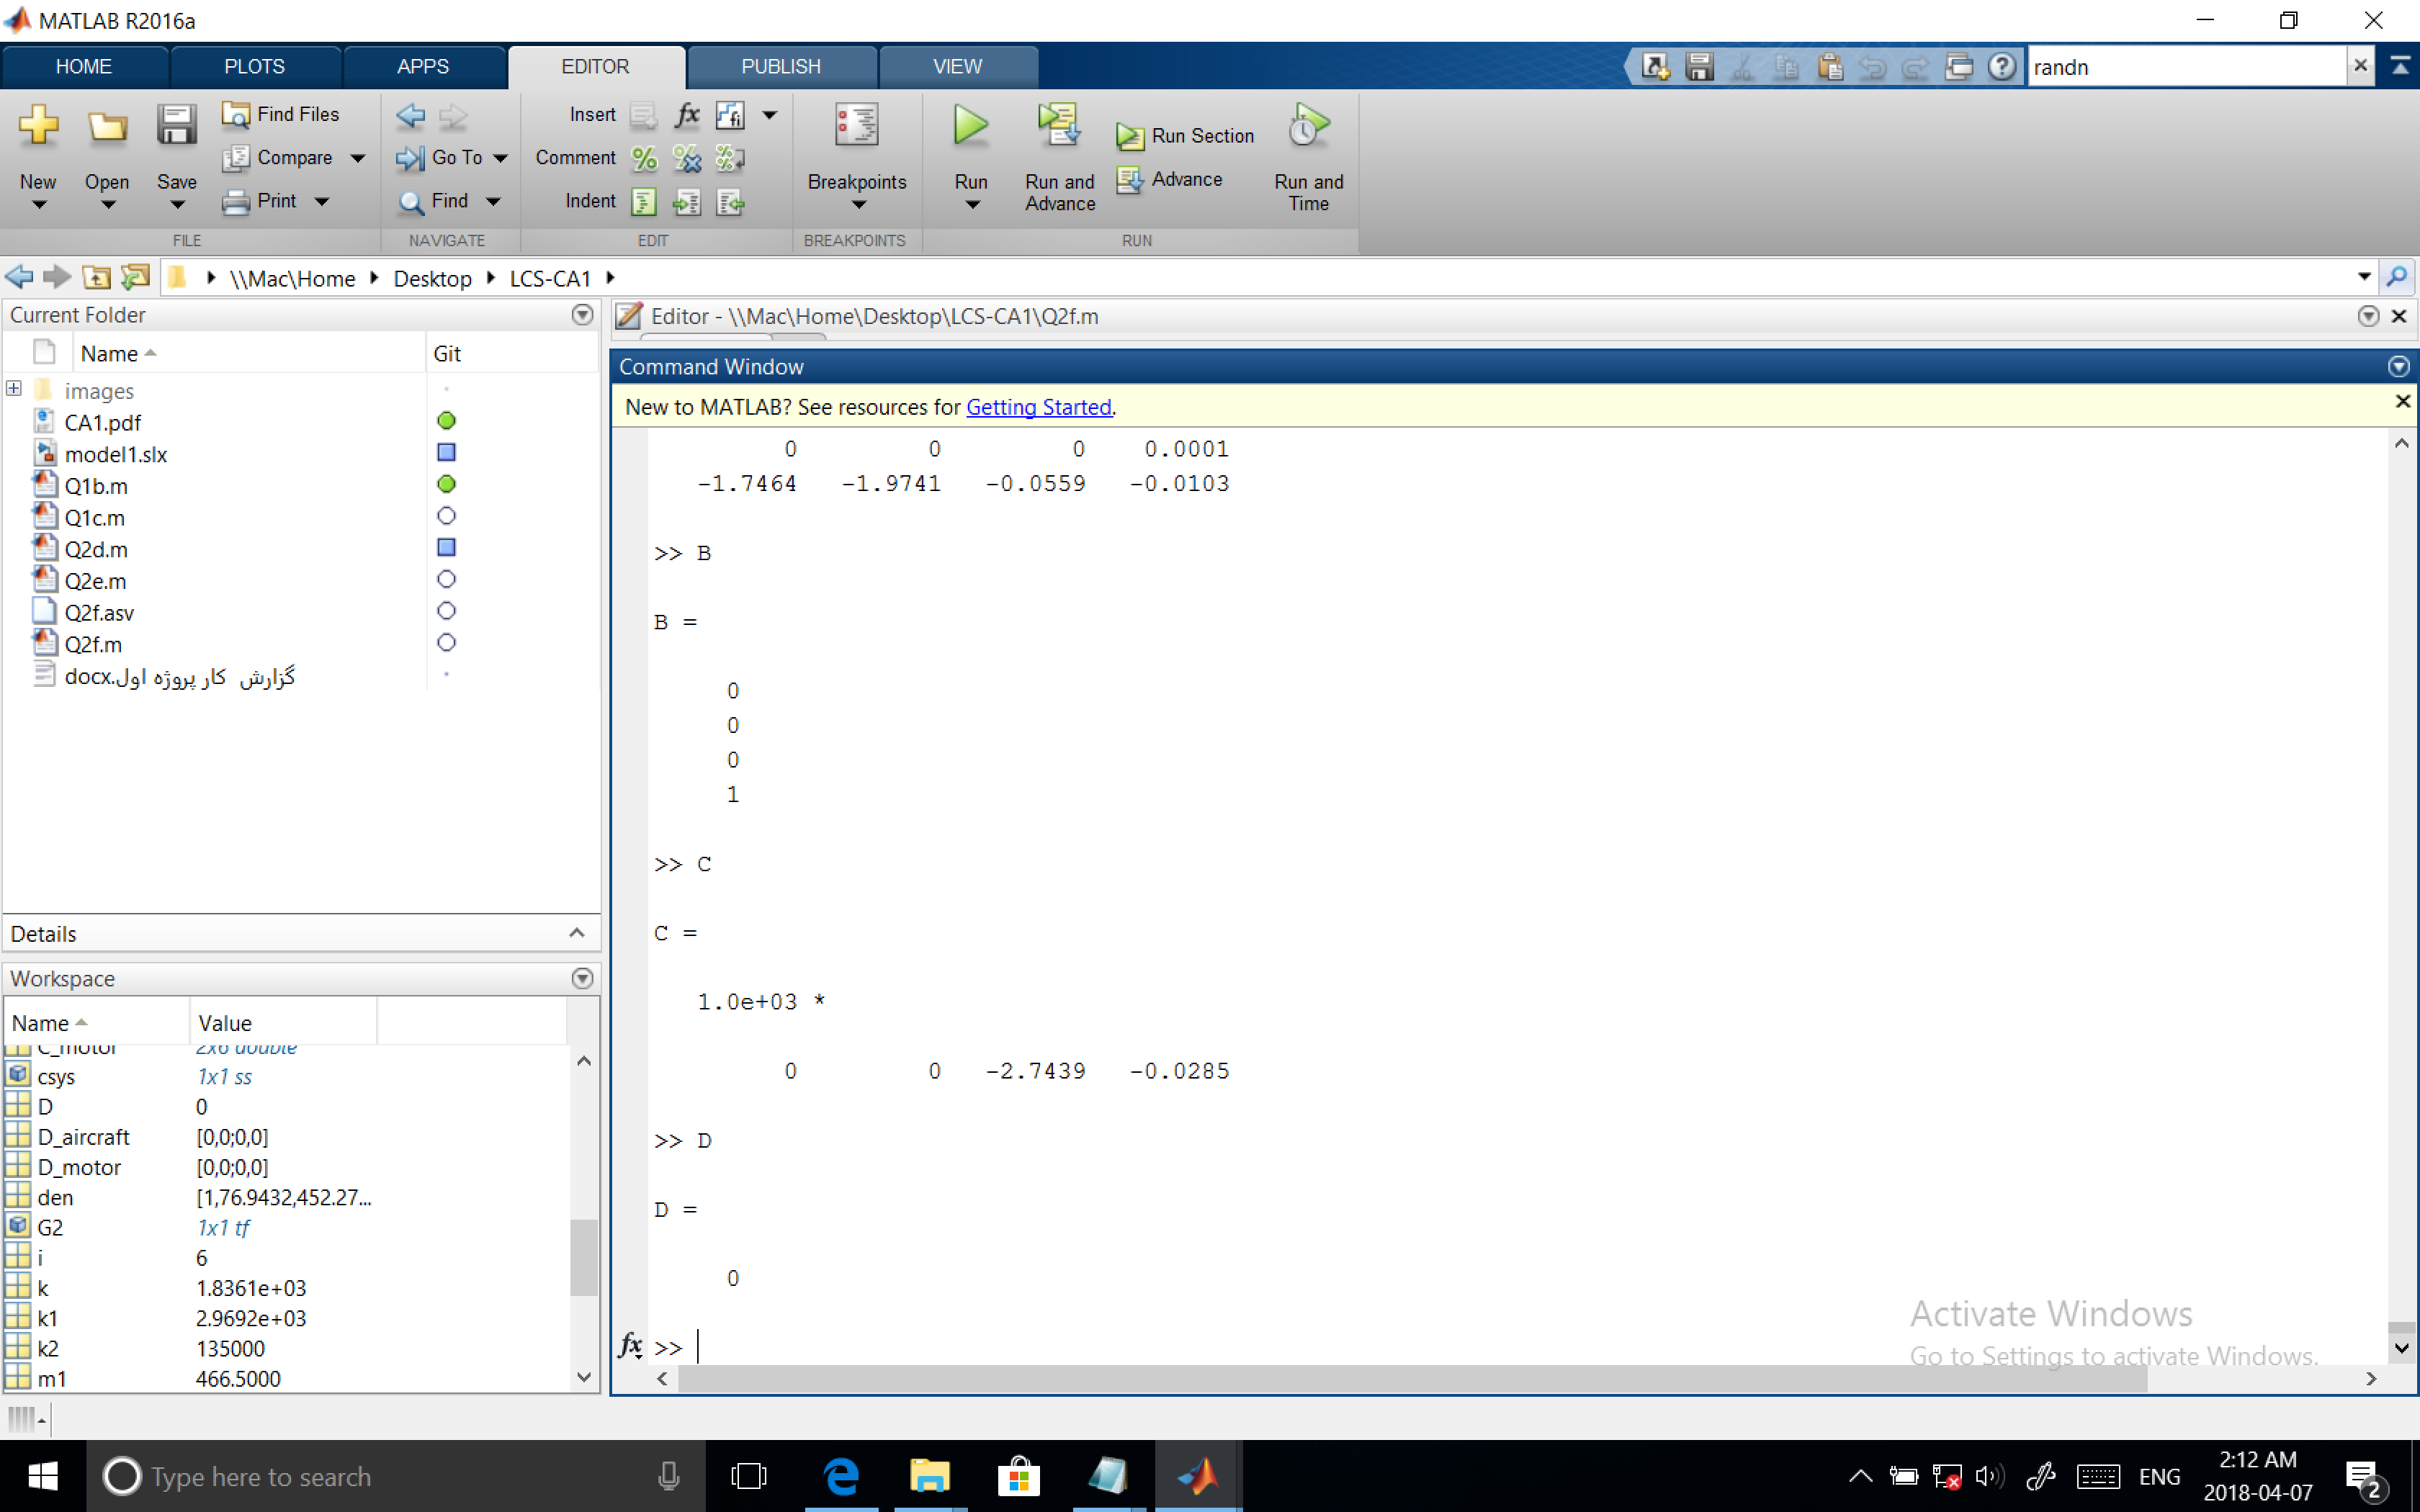 MATLAB R2016a
HOME PLOTS APPS EDITOR PUBLISH VIEW randn
New Open Save Find Files Compare Print
FILE
Go To Find
NAVIGATE
Insert fx fi
Comment
Indent
EDIT
Breakpoints
BREAKPOINTS
Run Run and Advance Run Section Advance Run and Time
RUN
\\Mac\Home Desktop LCS-CA1
Current Folder
Name Git
images
CA1.pdf
model1.slx
Q1b.m
Q1c.m
Q2d.m
Q2e.m
Q2f.asv
Q2f.m
گزارش کار پروژه اول.docx
Details
Workspace
Name Value
C_motor 2x6 double
csys 1x1 ss
D 0
D_aircraft [0,0;0,0]
D_motor [0,0;0,0]
den [1,76.9432,452.27...
G2 1x1 tf
i 6
k 1.8361e+03
k1 2.9692e+03
k2 135000
m1 466.5000
Editor - \\Mac\Home\Desktop\LCS-CA1\Q2f.m
Command Window
New to MATLAB? See resources for Getting Started.
0 0 0 0.0001
-1.7464 -1.9741 -0.0559 -0.0103
>> B
B =
0
0
0
1
>> C
C =
1.0e+03 *
0 0 -2.7439 -0.0285
>> D
D =
0
fx >>
Activate Windows
Go to Settings to activate Windows.
Type here to search
ENG
2:12 AM
2018-04-07
2